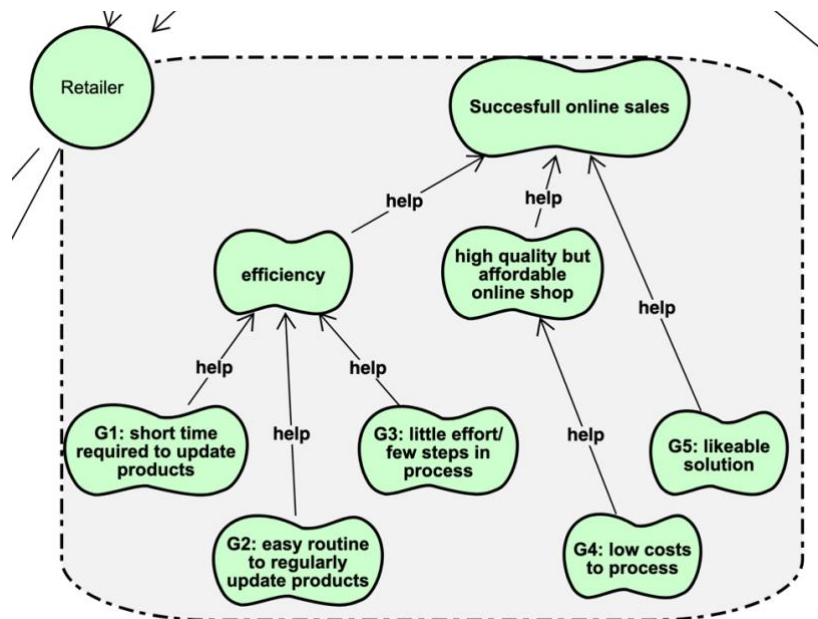 Retailer
Succesfull online sales
help
help
efficiency
high quality but
affordable
online shop
help
help
help
help
help
G1: short time
required to update
products
G3: little effort/
few steps in
process
G5: likeable
solution
G2: easy routine
to regularly
update products
G4: low costs
to process